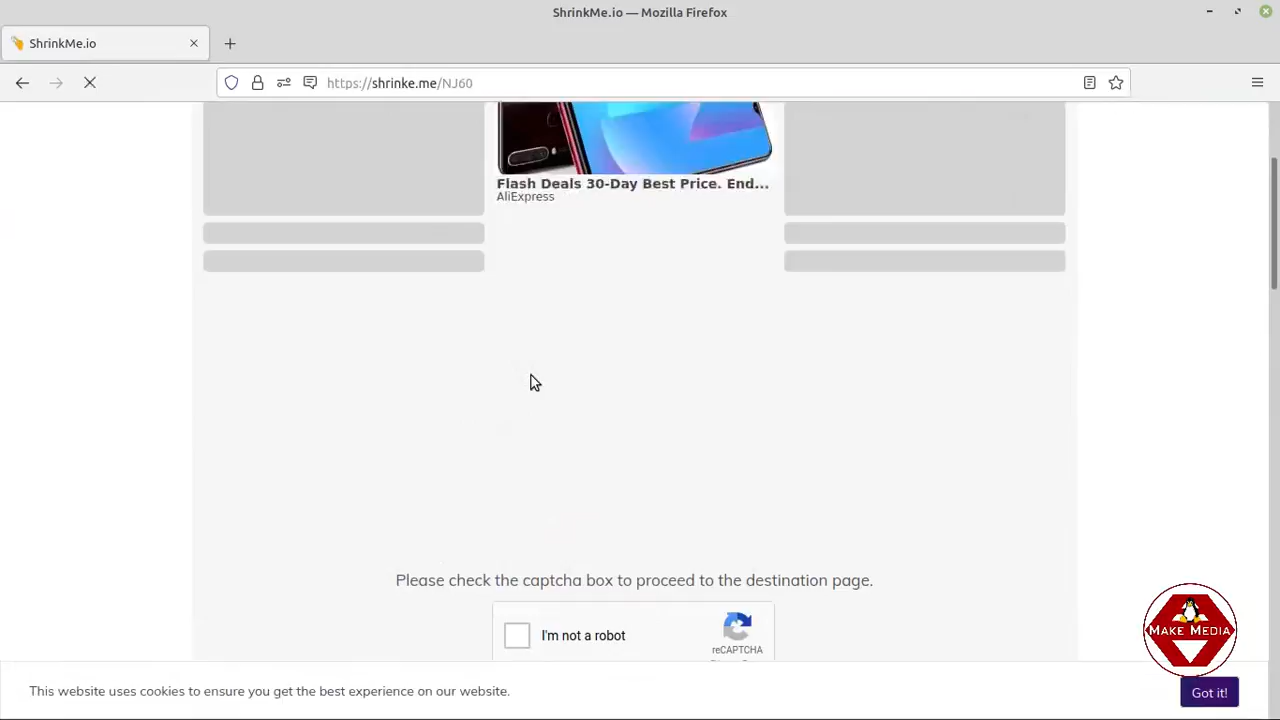 ShrinkMe.io — Mozilla Firefox
ShrinkMe.io
https://shrinke.me/NJ60
Flash Deals 30-Day Best Price. End...
AliExpress
Please check the captcha box to proceed to the destination page.
I'm not a robot
reCAPTCHA
MAKE MEDIA
This website uses cookies to ensure you get the best experience on our website.
Got it!